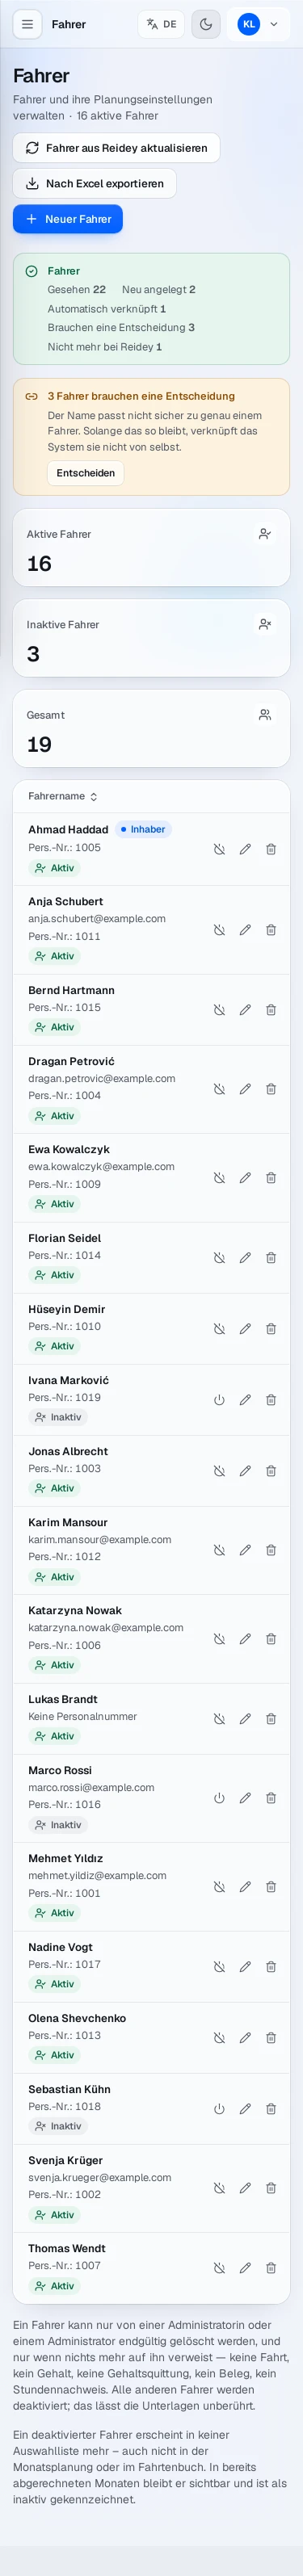 Fahrer
DE
KL
Fahrer
Fahrer und ihre Planungseinstellungen
verwalten · 16 aktive Fahrer
Fahrer aus Reidey aktualisieren
Nach Excel exportieren
Neuer Fahrer
Fahrer
Gesehen 22 Neu angelegt 2
Automatisch verknüpft 1
Brauchen eine Entscheidung 3
Nicht mehr bei Reidey 1
3 Fahrer brauchen eine Entscheidung
Der Name passt nicht sicher zu genau einem
Fahrer. Solange das so bleibt, verknüpft das
System sie nicht von selbst.
Entscheiden
Aktive Fahrer
16
Inaktive Fahrer
3
Gesamt
19
Fahrername
Ahmad Haddad Inhaber
Pers.-Nr.: 1005
Aktiv
Anja Schubert
anja.schubert@example.com
Pers.-Nr.: 1011
Aktiv
Bernd Hartmann
Pers.-Nr.: 1015
Aktiv
Dragan Petrović
dragan.petrovic@example.com
Pers.-Nr.: 1004
Aktiv
Ewa Kowalczyk
ewa.kowalczyk@example.com
Pers.-Nr.: 1009
Aktiv
Florian Seidel
Pers.-Nr.: 1014
Aktiv
Hüseyin Demir
Pers.-Nr.: 1010
Aktiv
Ivana Marković
Pers.-Nr.: 1019
Inaktiv
Jonas Albrecht
Pers.-Nr.: 1003
Aktiv
Karim Mansour
karim.mansour@example.com
Pers.-Nr.: 1012
Aktiv
Katarzyna Nowak
katarzyna.nowak@example.com
Pers.-Nr.: 1006
Aktiv
Lukas Brandt
Keine Personalnummer
Aktiv
Marco Rossi
marco.rossi@example.com
Pers.-Nr.: 1016
Inaktiv
Mehmet Yıldız
mehmet.yildiz@example.com
Pers.-Nr.: 1001
Aktiv
Nadine Vogt
Pers.-Nr.: 1017
Aktiv
Olena Shevchenko
Pers.-Nr.: 1013
Aktiv
Sebastian Kühn
Pers.-Nr.: 1018
Inaktiv
Svenja Krüger
svenja.krueger@example.com
Pers.-Nr.: 1002
Aktiv
Thomas Wendt
Pers.-Nr.: 1007
Aktiv
Ein Fahrer kann nur von einer Administratorin oder
einem Administrator endgültig gelöscht werden, und
nur wenn nichts mehr auf ihn verweist — keine Fahrt,
kein Gehalt, keine Gehaltsquittung, kein Beleg, kein
Stundennachweis. Alle anderen Fahrer werden
deaktiviert; das lässt die Unterlagen unberührt.
Ein deaktivierter Fahrer erscheint in keiner
Auswahlliste mehr – auch nicht in der
Monatsplanung oder im Fahrtenbuch. In bereits
abgerechneten Monaten bleibt er sichtbar und ist als
inaktiv gekennzeichnet.